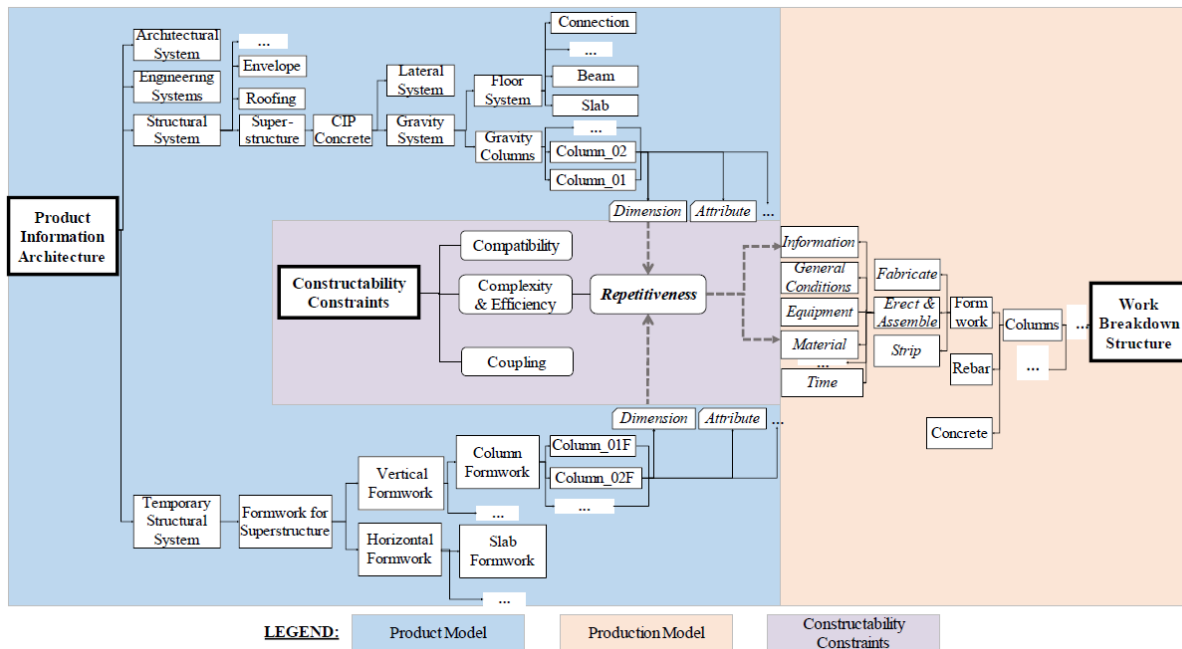 Connection
...
Beam
Slab
Architectural
System
...
Envelope
Roofing
Engineering
Systems
Structural
System
Super-
structure
CIP
Concrete
Lateral
System
Gravity
System
Floor
System
Gravity
Columns
...
Column_02
Column_01
Product
Information
Architecture
Dimension
Attribute
...
Constructability
Constraints
Compatibility
Complexity
& Efficiency
Coupling
Repetitiveness
Information
General
Conditions
Equipment
Material
...
Time
Fabricate
Erect &
Assemble
Strip
Form
work
Rebar
Concrete
Columns
...
...
Work
Breakdown
Structure
Dimension
Attribute
...
Temporary
Structural
System
Formwork for
Superstructure
Vertical
Formwork
Horizontal
Formwork
Column
Formwork
...
Slab
Formwork
...
Column_01F
Column_02F
...
LEGEND:
Product Model
Production Model
Constructability
Constraints